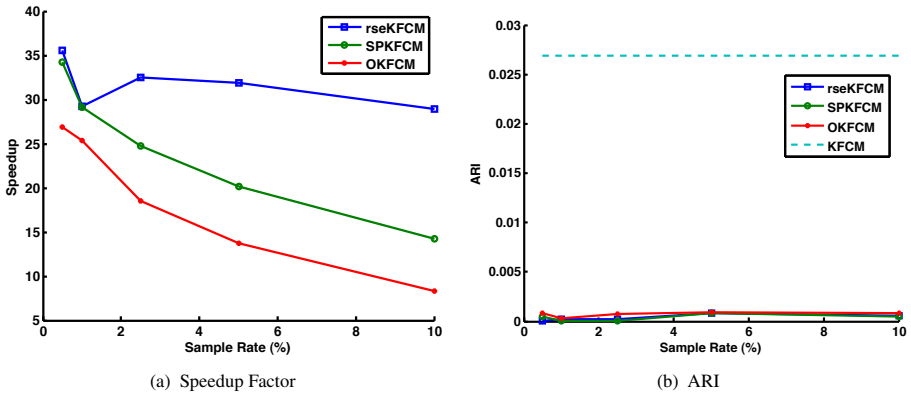 40
35
30
25
20
15
10
5
Speedup
0
2
4
6
8
10
Sample Rate (%)
rseKFCM
SPKFCM
OKFCM
(a) Speedup Factor
0.03
0.025
0.02
0.015
0.01
0.005
0
ARI
0
2
4
6
8
10
Sample Rate (%)
rseKFCM
SPKFCM
OKFCM
KFCM
(b) ARI